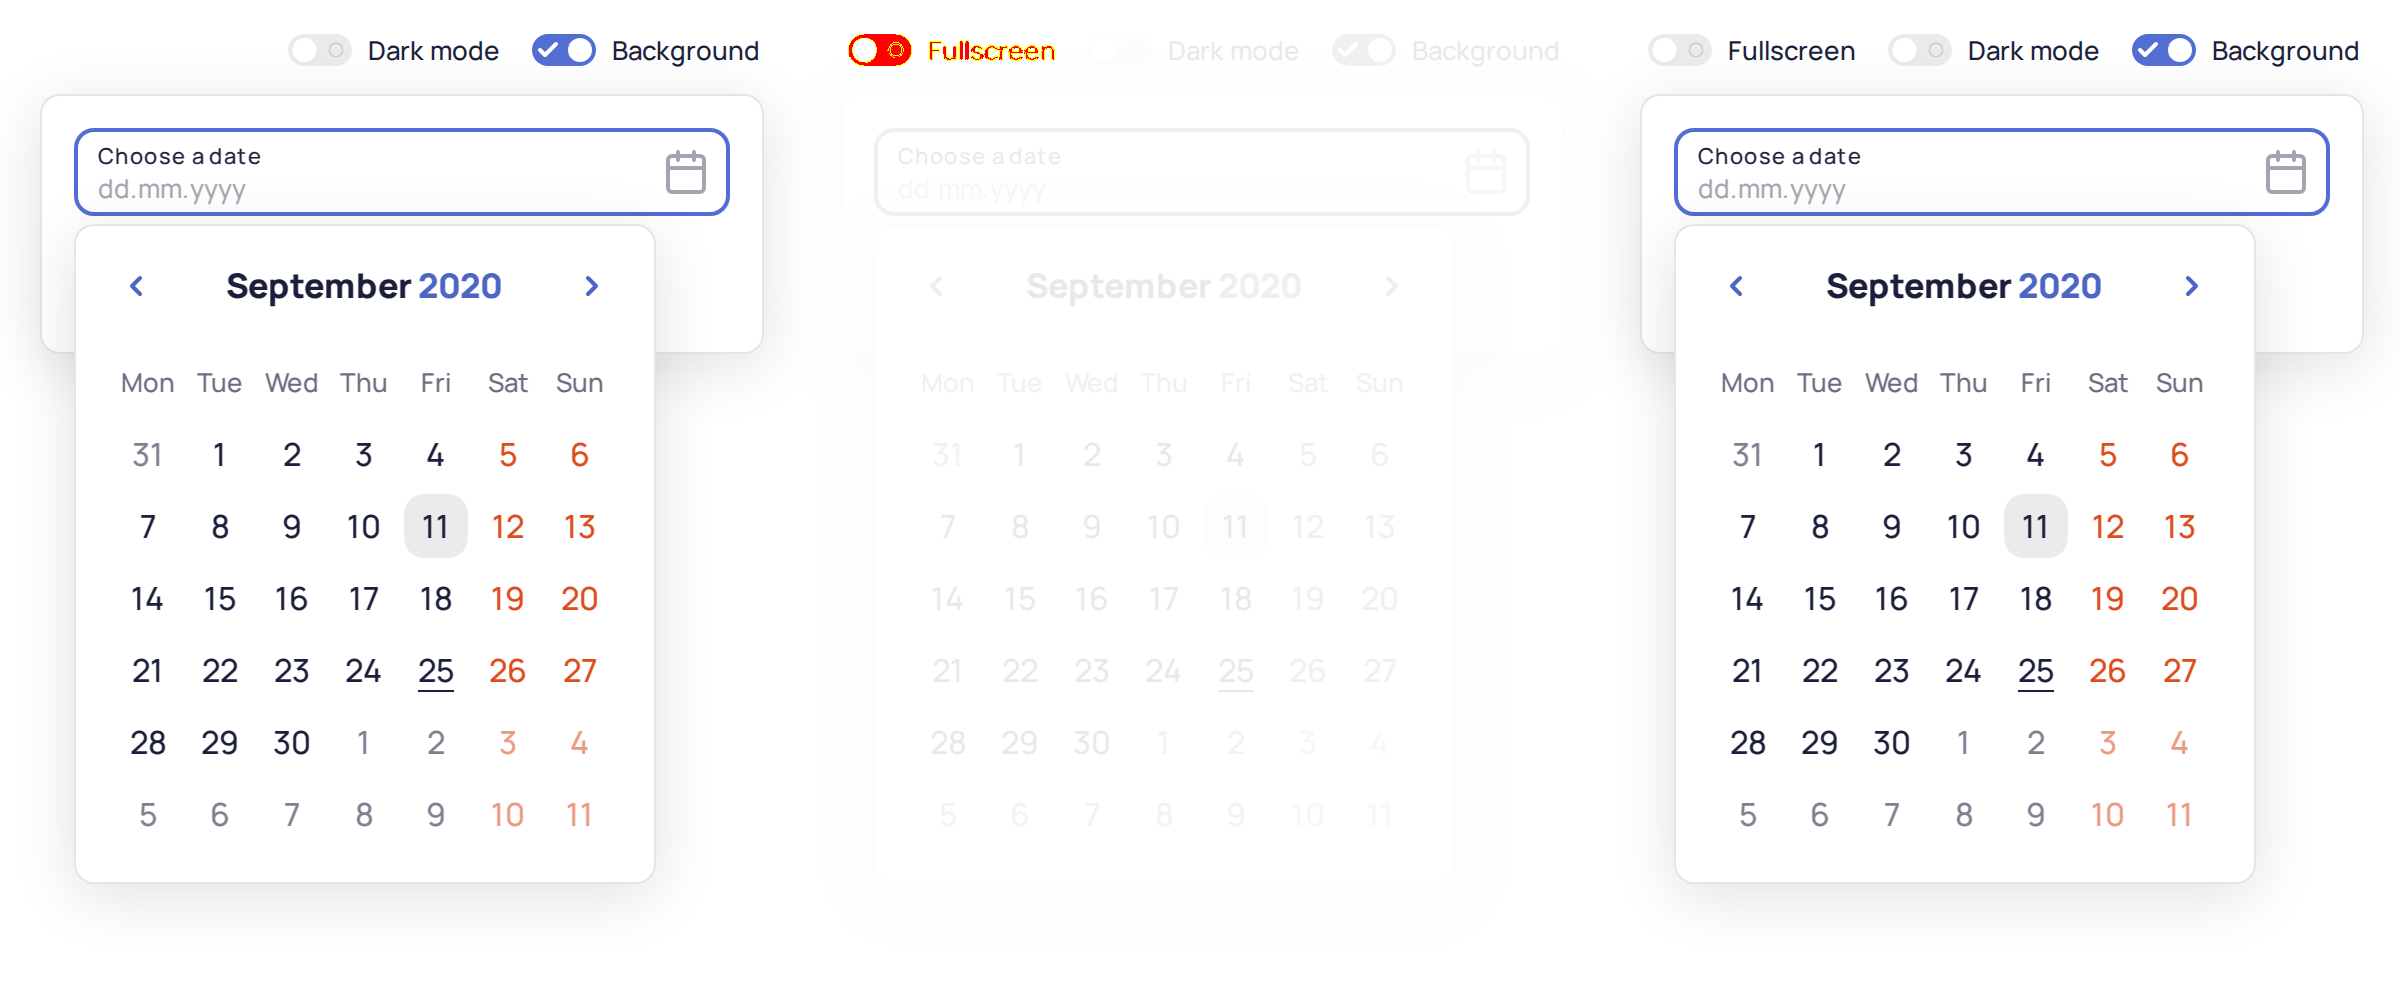 Dark mode Background
Choose a date
dd.mm.yyyy
September 2020
Mon Tue Wed Thu Fri Sat Sun
31 1 2 3 4 5 6
7 8 9 10 11 12 13
14 15 16 17 18 19 20
21 22 23 24 25 26 27
28 29 30 1 2 3 4
5 6 7 8 9 10 11
Fullscreen Dark mode Background
Choose a date
dd.mm.yyyy
September 2020
Mon Tue Wed Thu Fri Sat Sun
31 1 2 3 4 5 6
7 8 9 10 11 12 13
14 15 16 17 18 19 20
21 22 23 24 25 26 27
28 29 30 1 2 3 4
5 6 7 8 9 10 11
Fullscreen Dark mode Background
Choose a date
dd.mm.yyyy
September 2020
Mon Tue Wed Thu Fri Sat Sun
31 1 2 3 4 5 6
7 8 9 10 11 12 13
14 15 16 17 18 19 20
21 22 23 24 25 26 27
28 29 30 1 2 3 4
5 6 7 8 9 10 11